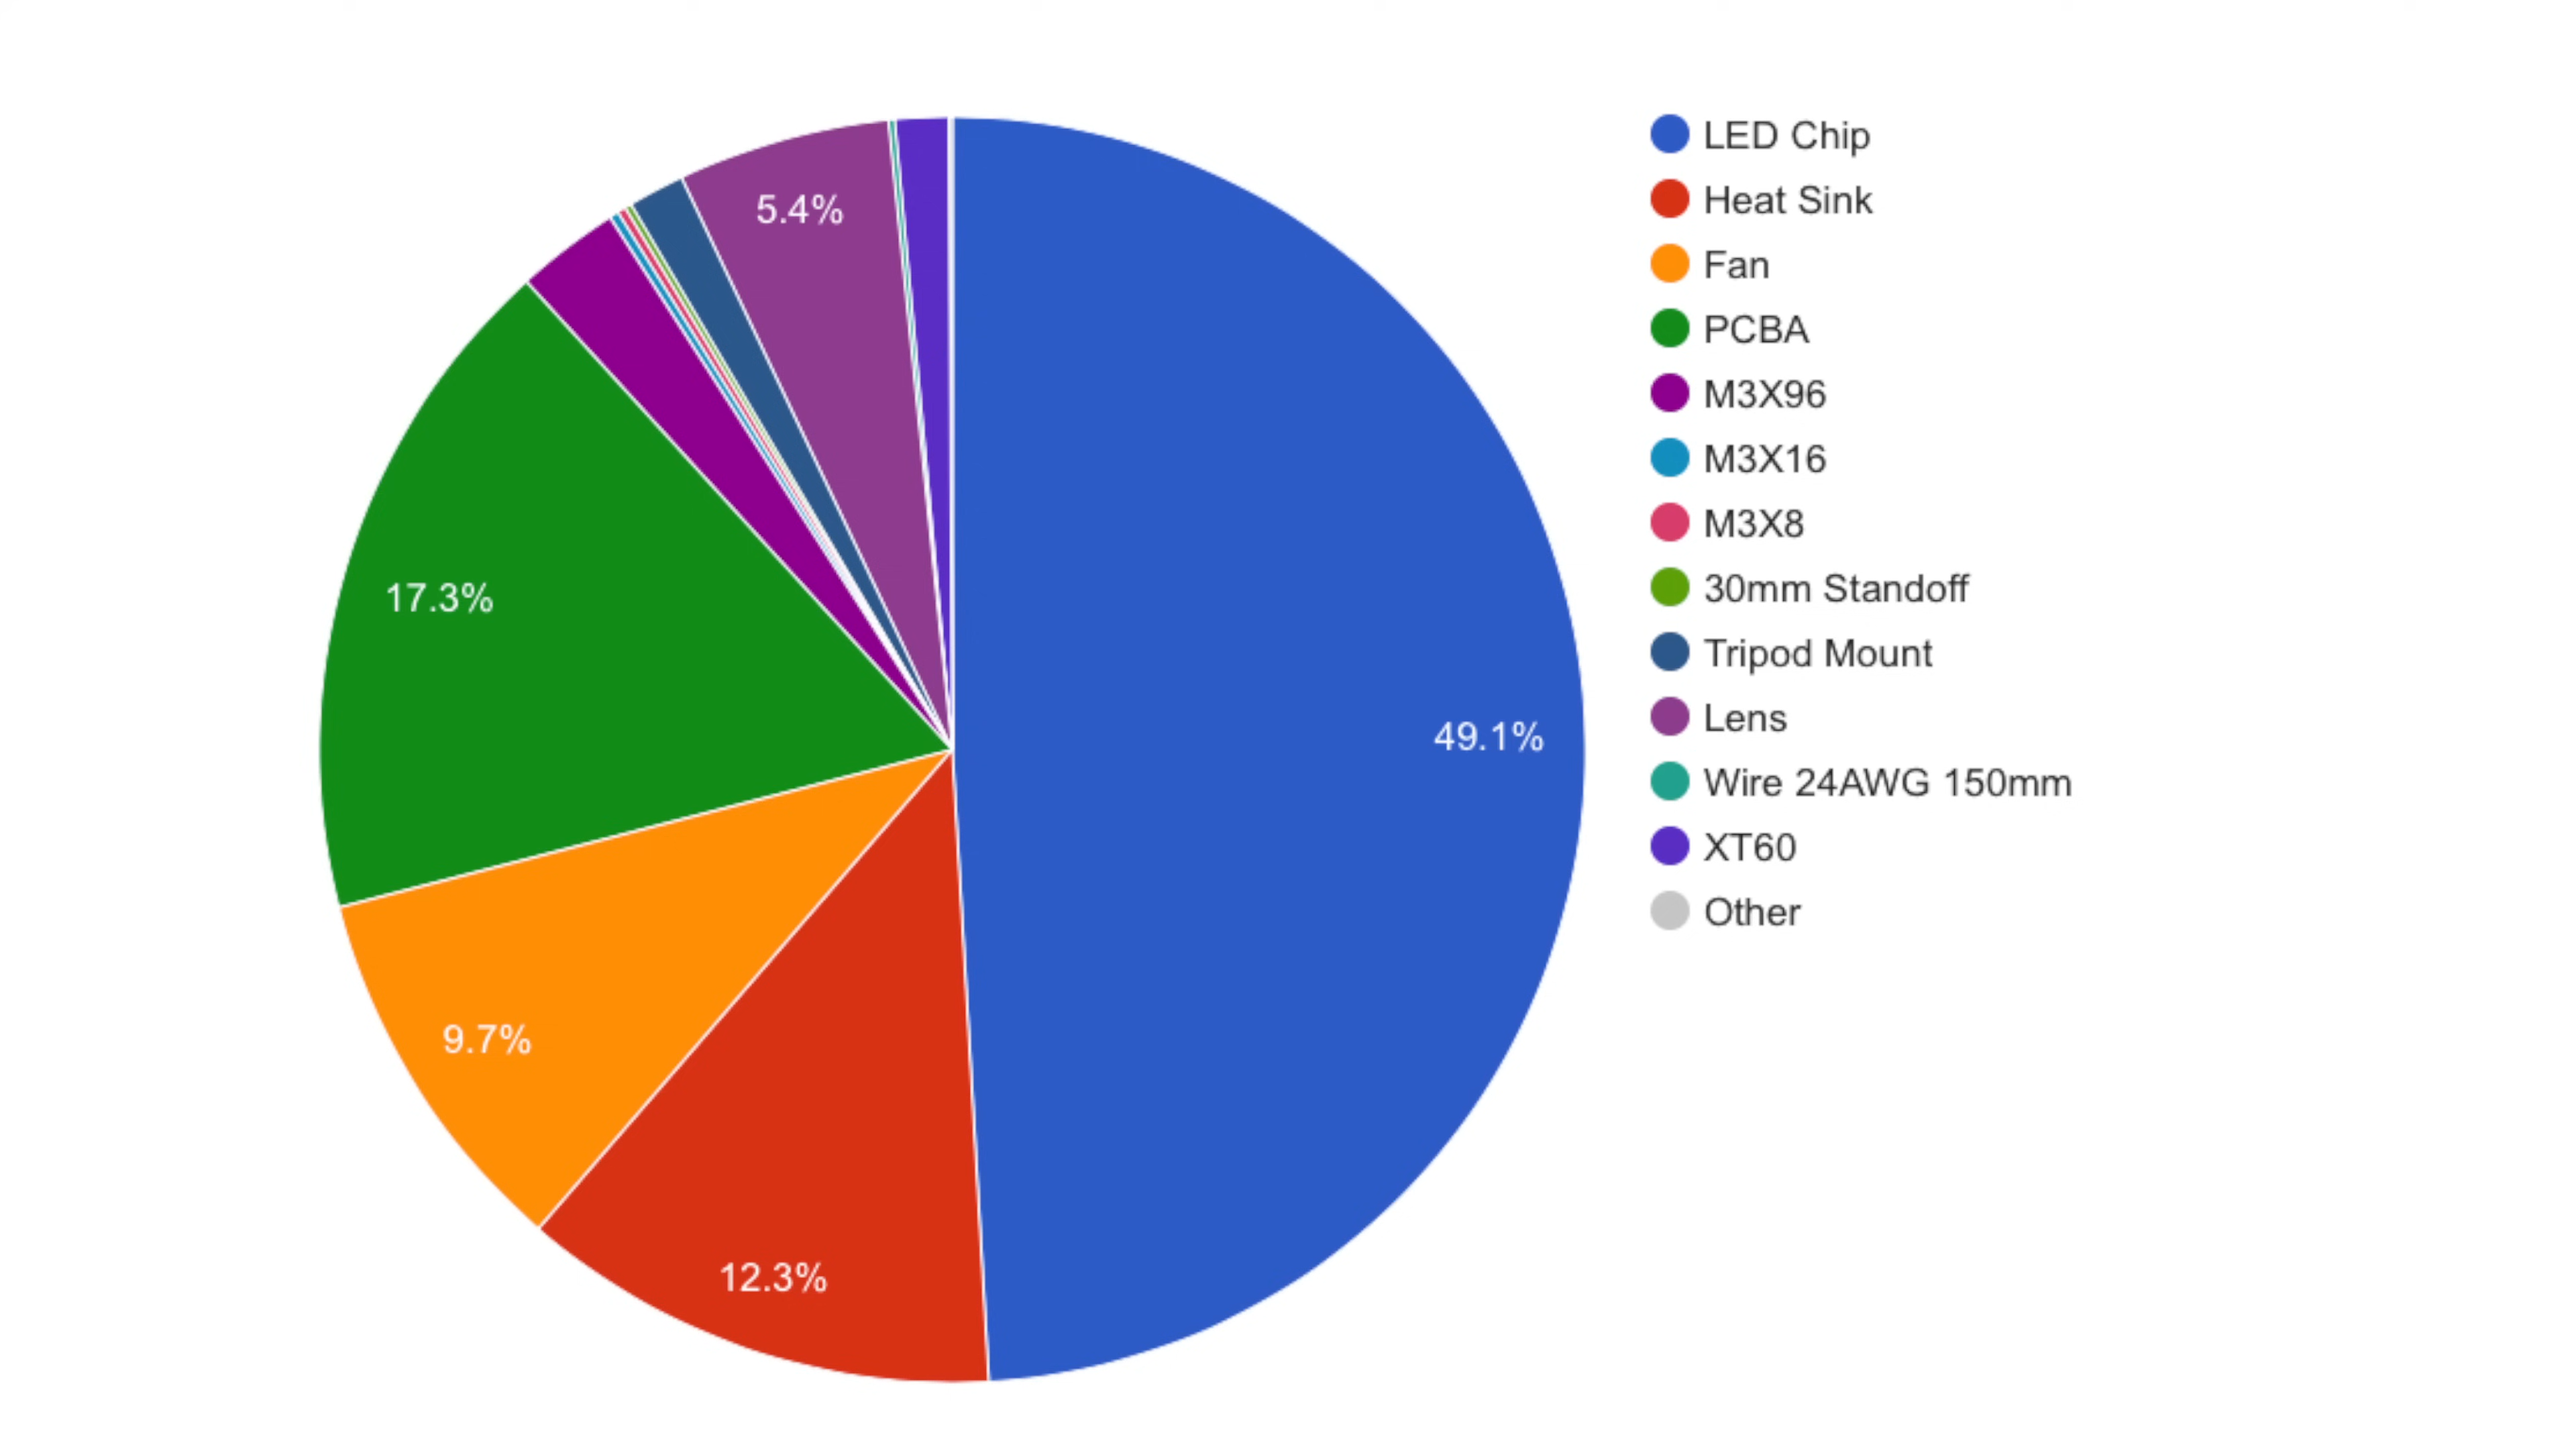 5.4%
17.3%
49.1%
9.7%
12.3%
LED Chip
Heat Sink
Fan
PCBA
M3X96
M3X16
M3X8
30mm Standoff
Tripod Mount
Lens
Wire 24AWG 150mm
XT60
Other